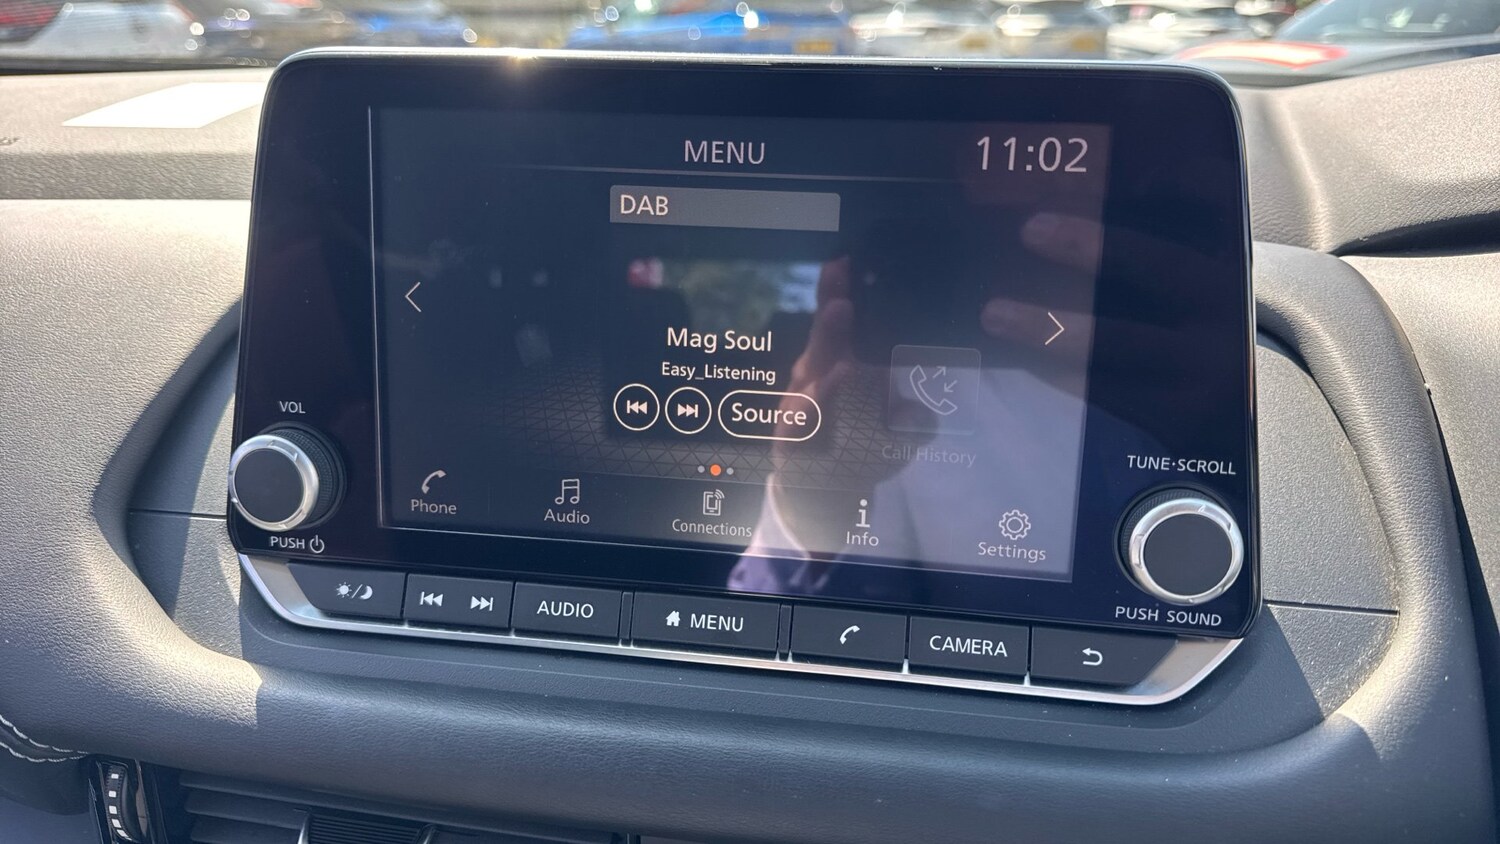 MENU
11:02
DAB
Mag Soul
Easy_Listening
Source
Call History
VOL
TUNE·SCROLL
Phone
Audio
Connections
Info
Settings
PUSH
PUSH SOUND
AUDIO
MENU
CAMERA